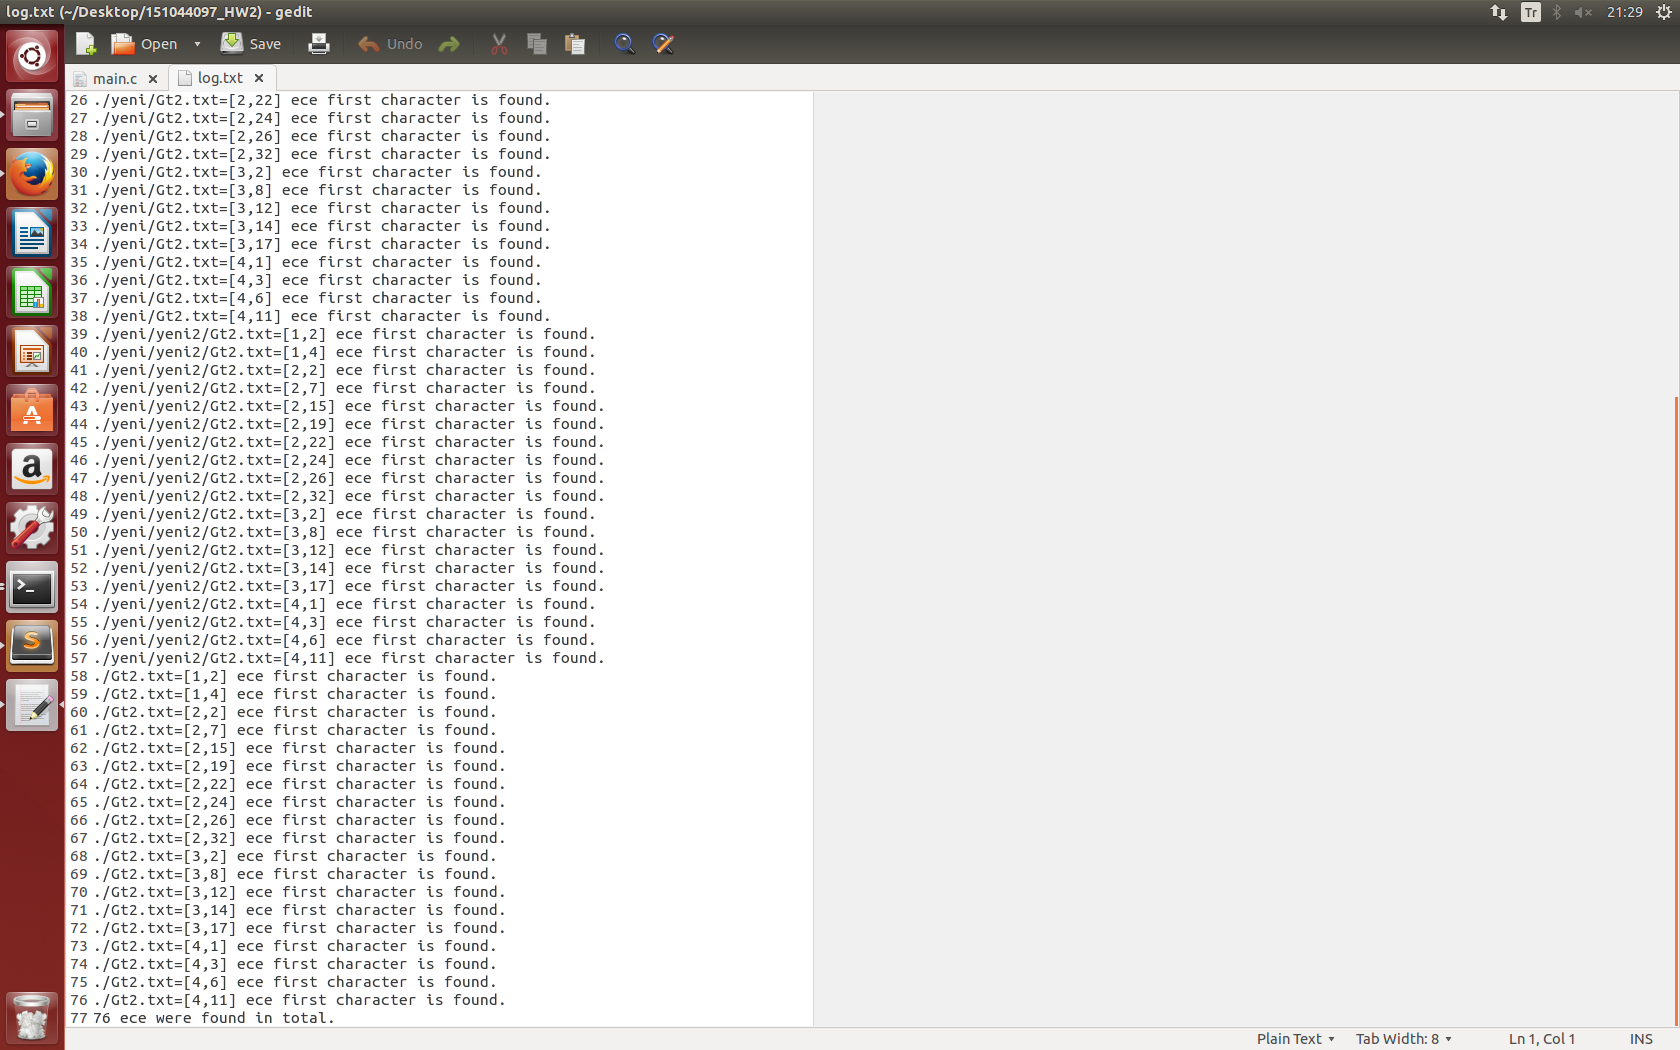 log.txt (~/Desktop/151044097_HW2) - gedit
Tr
21:29
Open
Save
Undo
main.c
log.txt
26 ./yeni/Gt2.txt=[2,22] ece first character is found.
27 ./yeni/Gt2.txt=[2,24] ece first character is found.
28 ./yeni/Gt2.txt=[2,26] ece first character is found.
29 ./yeni/Gt2.txt=[2,32] ece first character is found.
30 ./yeni/Gt2.txt=[3,2] ece first character is found.
31 ./yeni/Gt2.txt=[3,8] ece first character is found.
32 ./yeni/Gt2.txt=[3,12] ece first character is found.
33 ./yeni/Gt2.txt=[3,14] ece first character is found.
34 ./yeni/Gt2.txt=[3,17] ece first character is found.
35 ./yeni/Gt2.txt=[4,1] ece first character is found.
36 ./yeni/Gt2.txt=[4,3] ece first character is found.
37 ./yeni/Gt2.txt=[4,6] ece first character is found.
38 ./yeni/Gt2.txt=[4,11] ece first character is found.
39 ./yeni/yeni2/Gt2.txt=[1,2] ece first character is found.
40 ./yeni/yeni2/Gt2.txt=[1,4] ece first character is found.
41 ./yeni/yeni2/Gt2.txt=[2,2] ece first character is found.
42 ./yeni/yeni2/Gt2.txt=[2,7] ece first character is found.
43 ./yeni/yeni2/Gt2.txt=[2,15] ece first character is found.
44 ./yeni/yeni2/Gt2.txt=[2,19] ece first character is found.
45 ./yeni/yeni2/Gt2.txt=[2,22] ece first character is found.
46 ./yeni/yeni2/Gt2.txt=[2,24] ece first character is found.
47 ./yeni/yeni2/Gt2.txt=[2,26] ece first character is found.
48 ./yeni/yeni2/Gt2.txt=[2,32] ece first character is found.
49 ./yeni/yeni2/Gt2.txt=[3,2] ece first character is found.
50 ./yeni/yeni2/Gt2.txt=[3,8] ece first character is found.
51 ./yeni/yeni2/Gt2.txt=[3,12] ece first character is found.
52 ./yeni/yeni2/Gt2.txt=[3,14] ece first character is found.
53 ./yeni/yeni2/Gt2.txt=[3,17] ece first character is found.
54 ./yeni/yeni2/Gt2.txt=[4,1] ece first character is found.
55 ./yeni/yeni2/Gt2.txt=[4,3] ece first character is found.
56 ./yeni/yeni2/Gt2.txt=[4,6] ece first character is found.
57 ./yeni/yeni2/Gt2.txt=[4,11] ece first character is found.
58 ./Gt2.txt=[1,2] ece first character is found.
59 ./Gt2.txt=[1,4] ece first character is found.
60 ./Gt2.txt=[2,2] ece first character is found.
61 ./Gt2.txt=[2,7] ece first character is found.
62 ./Gt2.txt=[2,15] ece first character is found.
63 ./Gt2.txt=[2,19] ece first character is found.
64 ./Gt2.txt=[2,22] ece first character is found.
65 ./Gt2.txt=[2,24] ece first character is found.
66 ./Gt2.txt=[2,26] ece first character is found.
67 ./Gt2.txt=[2,32] ece first character is found.
68 ./Gt2.txt=[3,2] ece first character is found.
69 ./Gt2.txt=[3,8] ece first character is found.
70 ./Gt2.txt=[3,12] ece first character is found.
71 ./Gt2.txt=[3,14] ece first character is found.
72 ./Gt2.txt=[3,17] ece first character is found.
73 ./Gt2.txt=[4,1] ece first character is found.
74 ./Gt2.txt=[4,3] ece first character is found.
75 ./Gt2.txt=[4,6] ece first character is found.
76 ./Gt2.txt=[4,11] ece first character is found.
77 76 ece were found in total.
Plain Text
Tab Width: 8
Ln 1, Col 1
INS